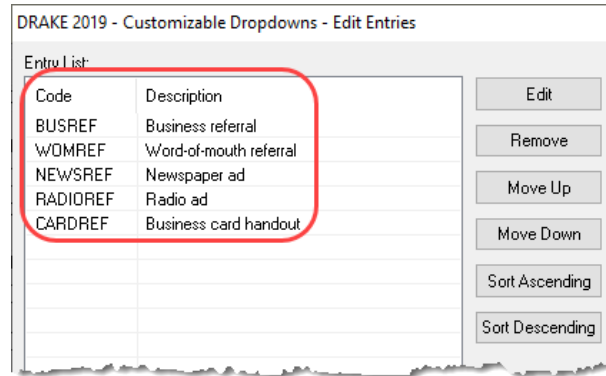 DRAKE 2019 - Customizable Dropdowns - Edit Entries
Entry List:
Code Description
BUSREF Business referral
WOMREF Word-of-mouth referral
NEWSREF Newspaper ad
RADIOREF Radio ad
CARDREF Business card handout
Edit
Remove
Move Up
Move Down
Sort Ascending
Sort Descending